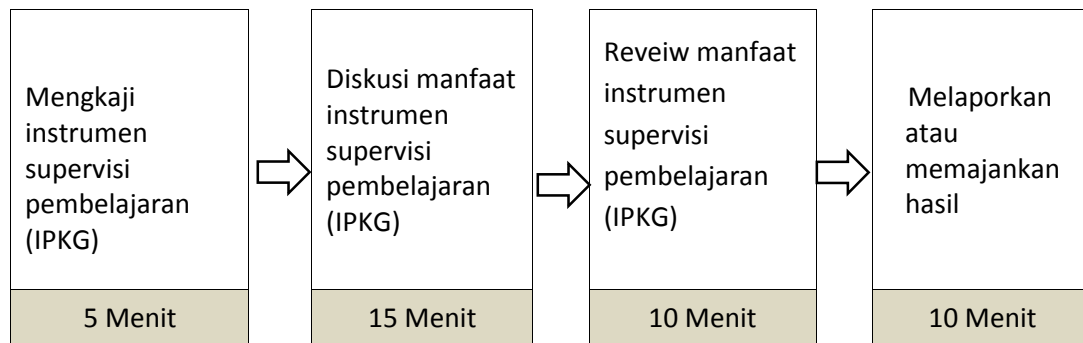 Mengkaji
instrumen
supervisi
pembelajaran
(IPKG)
5 Menit
Diskusi manfaat
instrumen
supervisi
pembelajaran
(IPKG)
15 Menit
Reveiw manfaat
instrumen
supervisi
pembelajaran
(IPKG)
10 Menit
Melaporkan
atau
memajankan
hasil
10 Menit